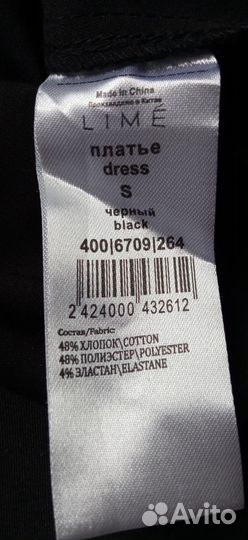 Made in China
Произведено в Китае
LIMÉ
платье
dress
S
черный
black
400|6709|264
2 424000 432612
Состав/Fabric:
48% ХЛОПОК\COTTON
48% ПОЛИЭСТЕР\POLYESTER
4% ЭЛАСТАН\ELASTANE
Avito